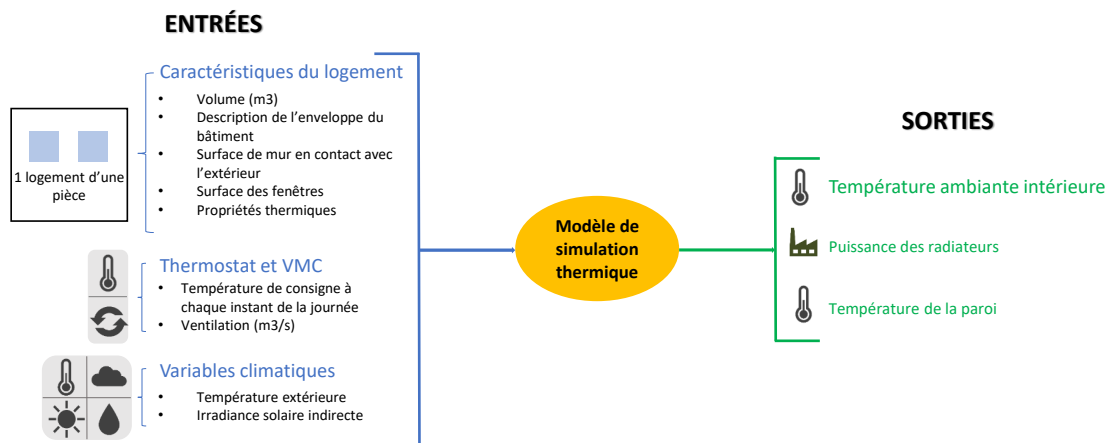 ENTRÉES
Caractéristiques du logement
• Volume (m3)
• Description de l'enveloppe du
bâtiment
• Surface de mur en contact avec
l'extérieur
• Surface des fenêtres
• Propriétés thermiques
1 logement d'une
pièce
Thermostat et VMC
• Température de consigne à
chaque instant de la journée
• Ventilation (m3/s)
Variables climatiques
• Température extérieure
• Irradiance solaire indirecte
Modèle de
simulation
thermique
SORTIES
Température ambiante intérieure
Puissance des radiateurs
Température de la paroi